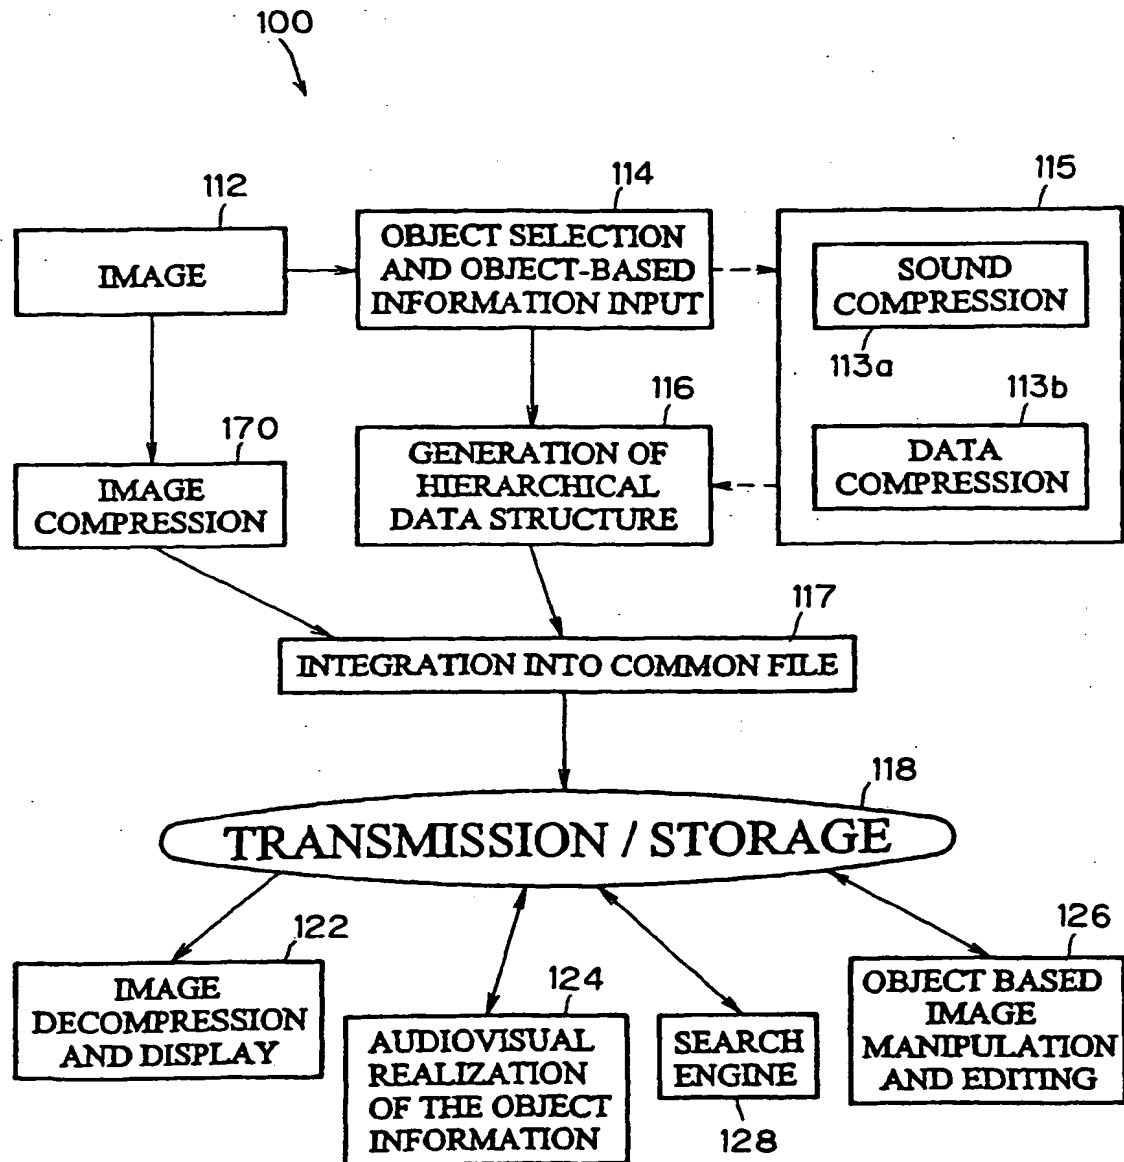 100
112
114
115
IMAGE
OBJECT SELECTION
AND OBJECT-BASED
INFORMATION INPUT
SOUND
COMPRESSION
113a
113b
DATA
COMPRESSION
170
116
IMAGE
COMPRESSION
GENERATION OF
HIERARCHICAL
DATA STRUCTURE
117
INTEGRATION INTO COMMON FILE
118
TRANSMISSION / STORAGE
122
IMAGE
DECOMPRESSION
AND DISPLAY
124
AUDIOVISUAL
REALIZATION
OF THE OBJECT
INFORMATION
SEARCH
ENGINE
128
126
OBJECT BASED
IMAGE
MANIPULATION
AND EDITING